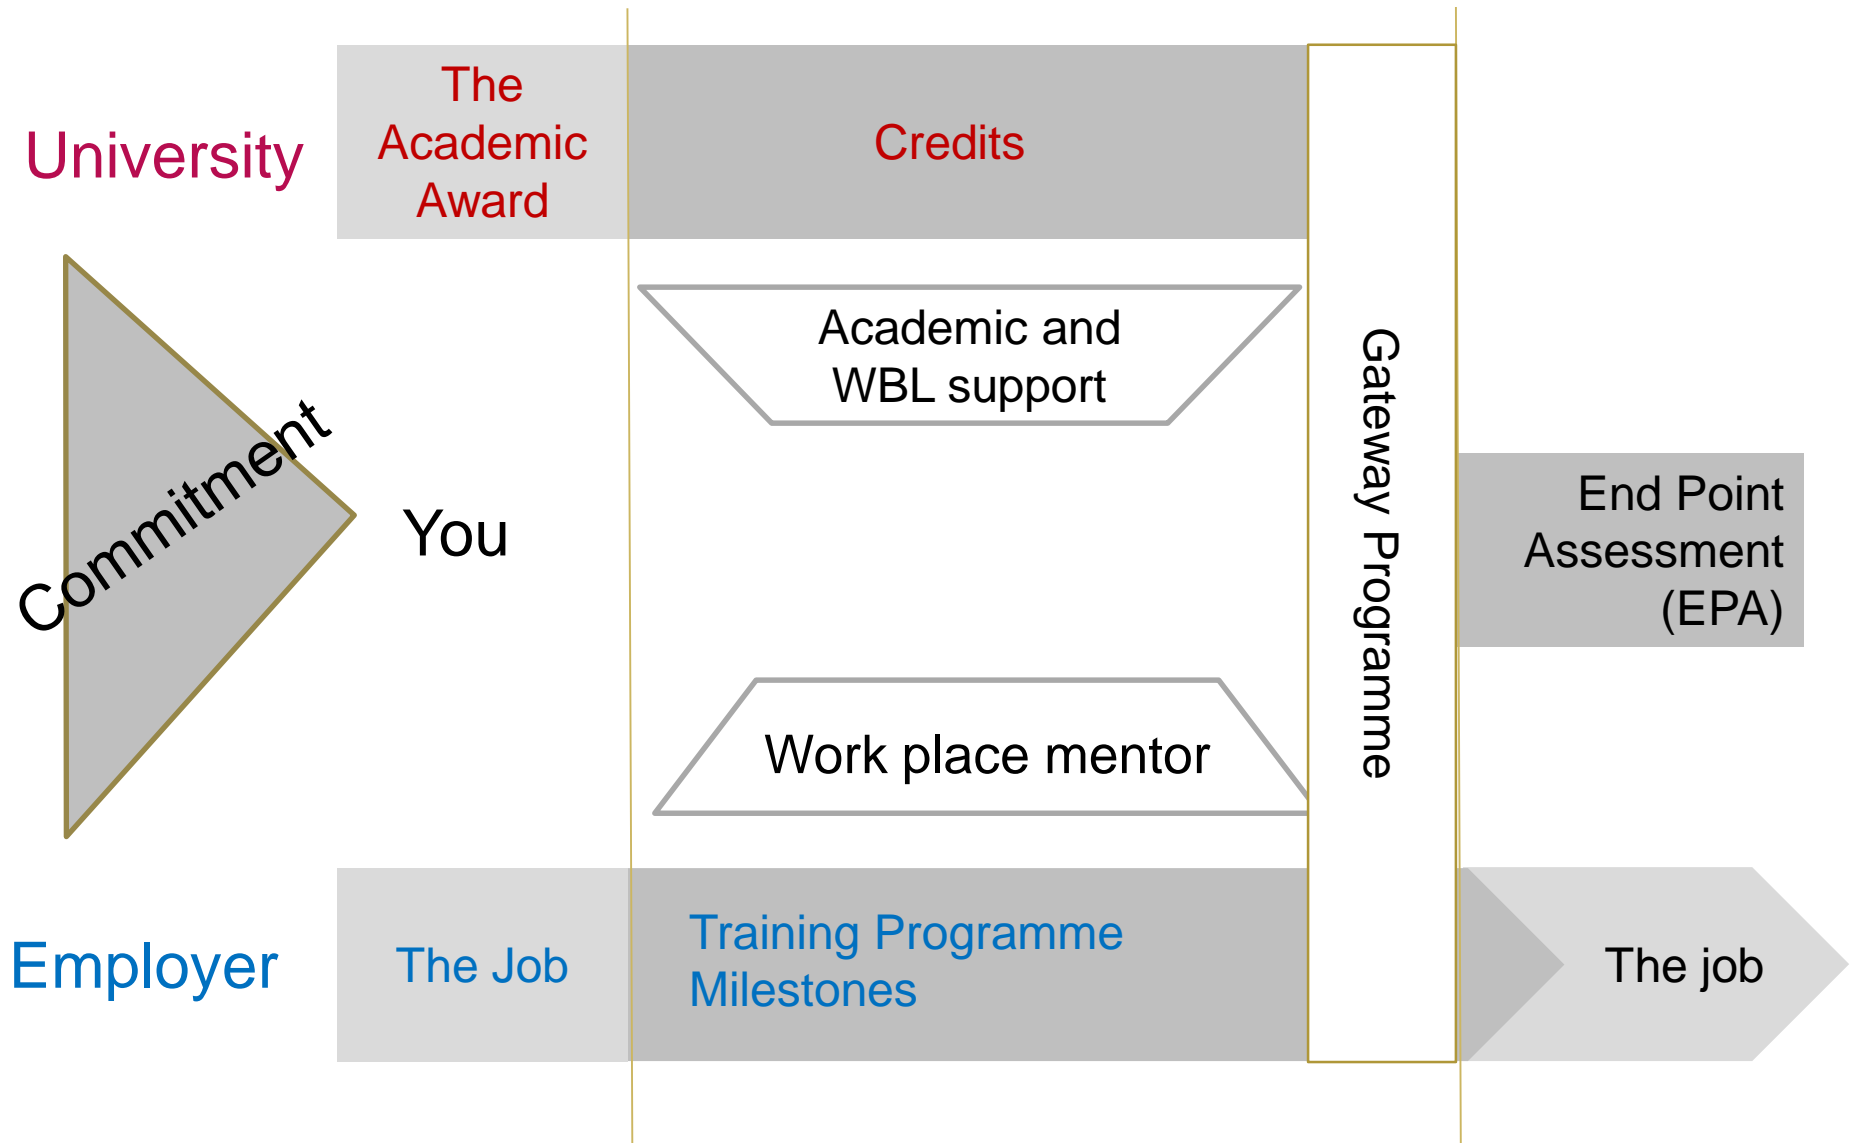 University
The
Academic
Award
Credits
Academic and
WBL support
Commitment
You
Gateway Programme
End Point
Assessment
(EPA)
Work place mentor
Employer
The Job
Training Programme
Milestones
The job